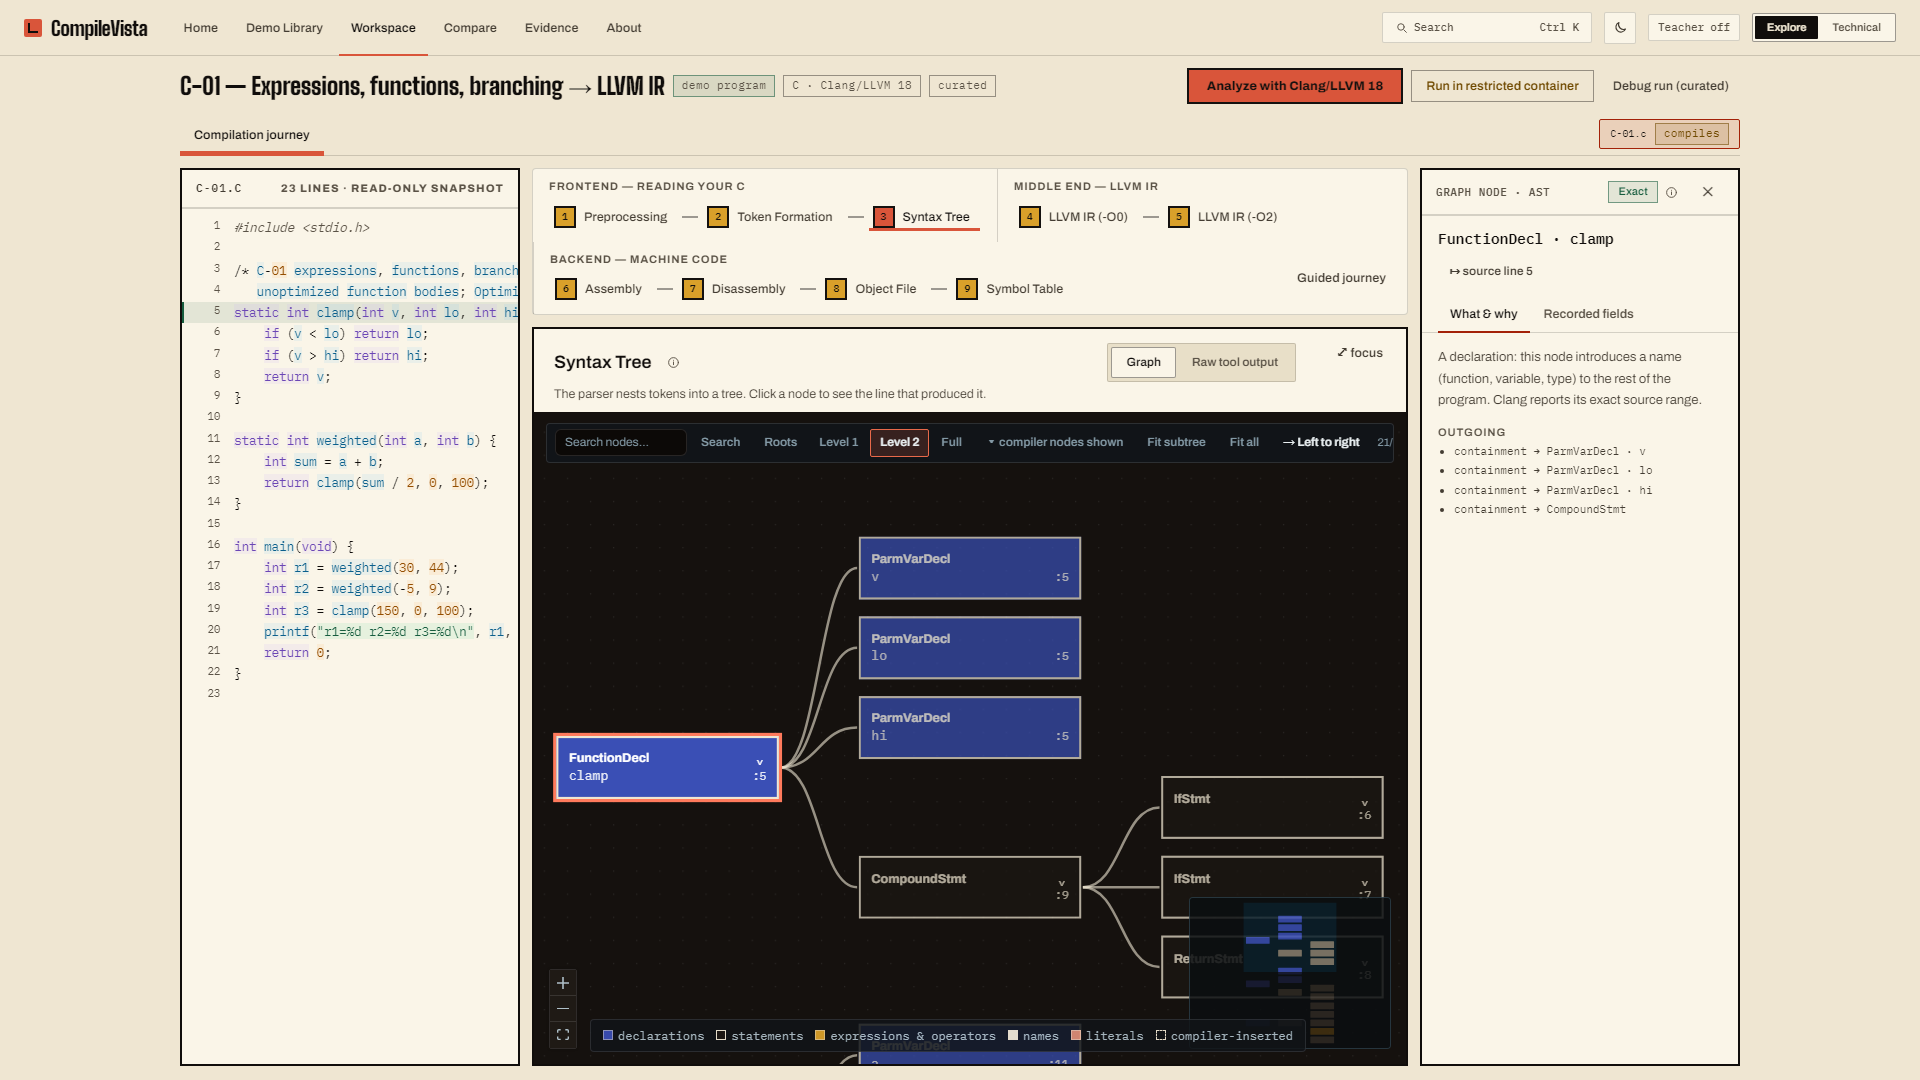 CompileVista
Home Demo Library Workspace Compare Evidence About
Search Ctrl K
Teacher off
Explore Technical
C-01 — Expressions, functions, branching → LLVM IR
demo program
C · Clang/LLVM 18
curated
Analyze with Clang/LLVM 18
Run in restricted container
Debug run (curated)
Compilation journey
C-01.c compiles
C-01.C 23 LINES · READ-ONLY SNAPSHOT
1 #include <stdio.h>
2
3 /* C-01 expressions, functions, branch
4 unoptimized function bodies; Optimi
5 static int clamp(int v, int lo, int hi
6 if (v < lo) return lo;
7 if (v > hi) return hi;
8 return v;
9 }
10
11 static int weighted(int a, int b) {
12 int sum = a + b;
13 return clamp(sum / 2, 0, 100);
14 }
15
16 int main(void) {
17 int r1 = weighted(30, 44);
18 int r2 = weighted(-5, 9);
19 int r3 = clamp(150, 0, 100);
20 printf("r1=%d r2=%d r3=%d\n", r1,
21 return 0;
22 }
23
FRONTEND — READING YOUR C
1 Preprocessing — 2 Token Formation — 3 Syntax Tree
MIDDLE END — LLVM IR
4 LLVM IR (-O0) — 5 LLVM IR (-O2)
BACKEND — MACHINE CODE
6 Assembly — 7 Disassembly — 8 Object File — 9 Symbol Table
Guided journey
Syntax Tree
Graph Raw tool output
focus
The parser nests tokens into a tree. Click a node to see the line that produced it.
Search nodes... Search Roots Level 1 Level 2 Full compiler nodes shown Fit subtree Fit all → Left to right 21/
ParmVarDecl
v :5
ParmVarDecl
lo :5
ParmVarDecl
hi :5
FunctionDecl
clamp v :5
CompoundStmt
v :9
IfStmt
v :6
IfStmt
v :7
ReturnStmt
v :8
ParmVarDecl
a :11
declarations statements expressions & operators names literals compiler-inserted
GRAPH NODE · AST
Exact
FunctionDecl · clamp
↦ source line 5
What & why Recorded fields
A declaration: this node introduces a name
(function, variable, type) to the rest of the
program. Clang reports its exact source range.
OUTGOING
• containment → ParmVarDecl · v
• containment → ParmVarDecl · lo
• containment → ParmVarDecl · hi
• containment → CompoundStmt